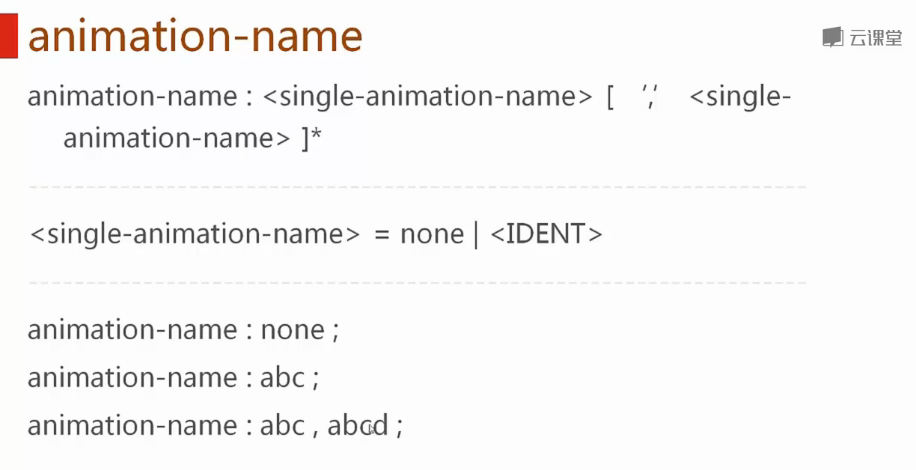 animation-name
云课堂
animation-name : <single-animation-name> [ ',' <single-
animation-name> ]*
<single-animation-name> = none | <IDENT>
animation-name : none ;
animation-name : abc ;
animation-name : abc , abcd ;